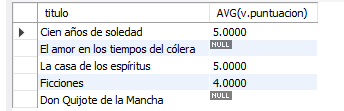 titulo AVG(v.puntuacion)
Cien años de soledad 5.0000
El amor en los tiempos del cólera NULL
La casa de los espíritus 5.0000
Ficciones 4.0000
Don Quijote de la Mancha NULL